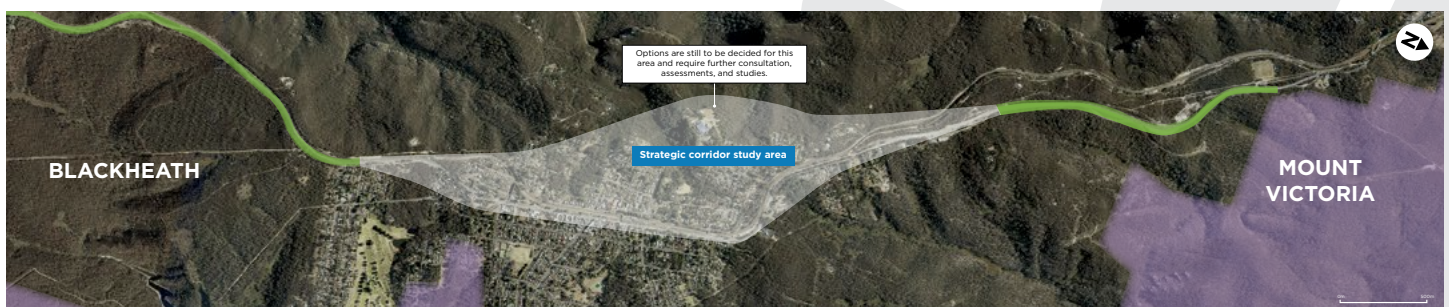 Options are still to be decided for this
area and require further consultation,
assessments, and studies.
N
Strategic corridor study area
BLACKHEATH
MOUNT
VICTORIA